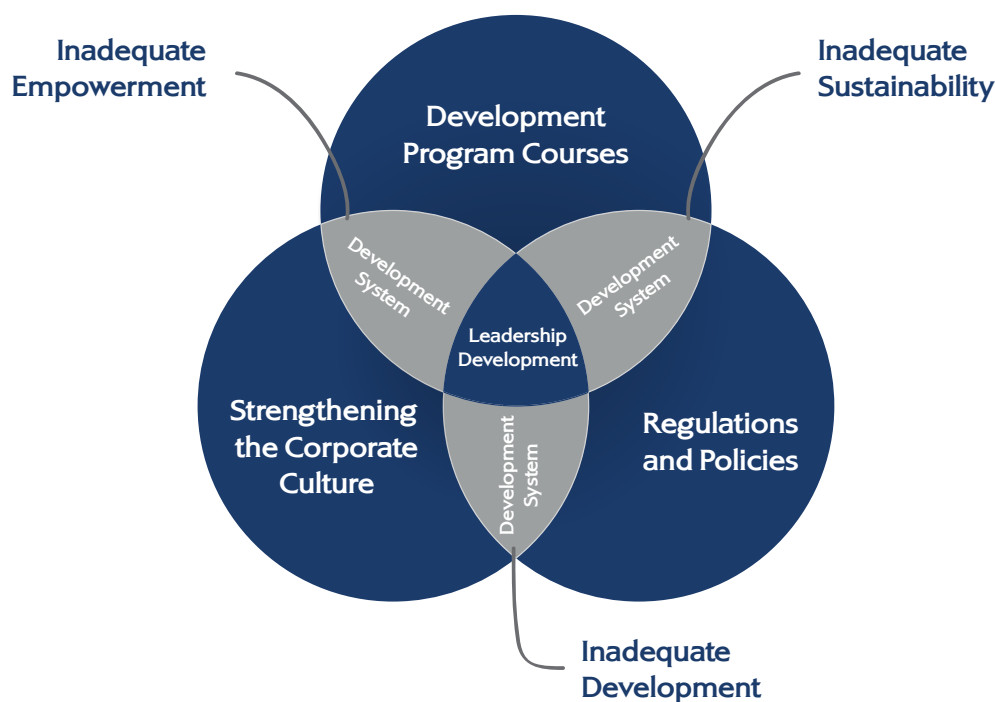 Inadequate
Empowerment
Inadequate
Sustainability
Development
Program Courses
Development
System
Development
System
Leadership
Development
Strengthening
the Corporate
Culture
Regulations
and Policies
Development
System
Inadequate
Development